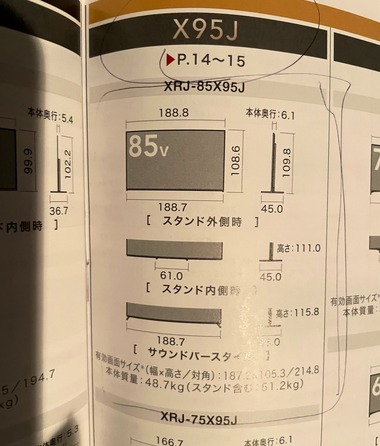 X95J
▶P.14〜15
XRJ-85X95J
本体奥行:5.4
188.8
本体奥行:6.1
85V
99.9
102.2
108.6
109.8
36.7
188.7
45.0
ド内側時 ]
[ スタンド外側時 ]
高さ:111.0
61.0
45.0
[ スタンド内側時 ]
高さ:115.8
188.7
[ サウンドバースタイル
有効画面サイズ*(幅×高さ/対角):187.2×105.3/214.8
本体質量:48.7kg(スタンド含む:51.2kg)
5/194.7
kg)
有効画面サイズ*
本体質
XRJ-75X95J
5.3
166.7
6.1